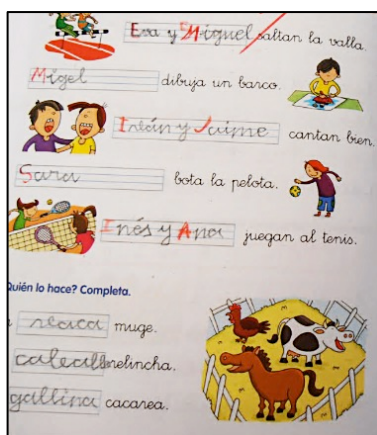 Eva y Miguel saltan la valla.
Migel dibuja un barco.
Iván y Jaime cantan bien.
Sara bota la pelota.
Inés y Ana juegan al tenis.
Quién lo hace? Completa.
vaca muge.
caballo relincha.
gallina cacarea.